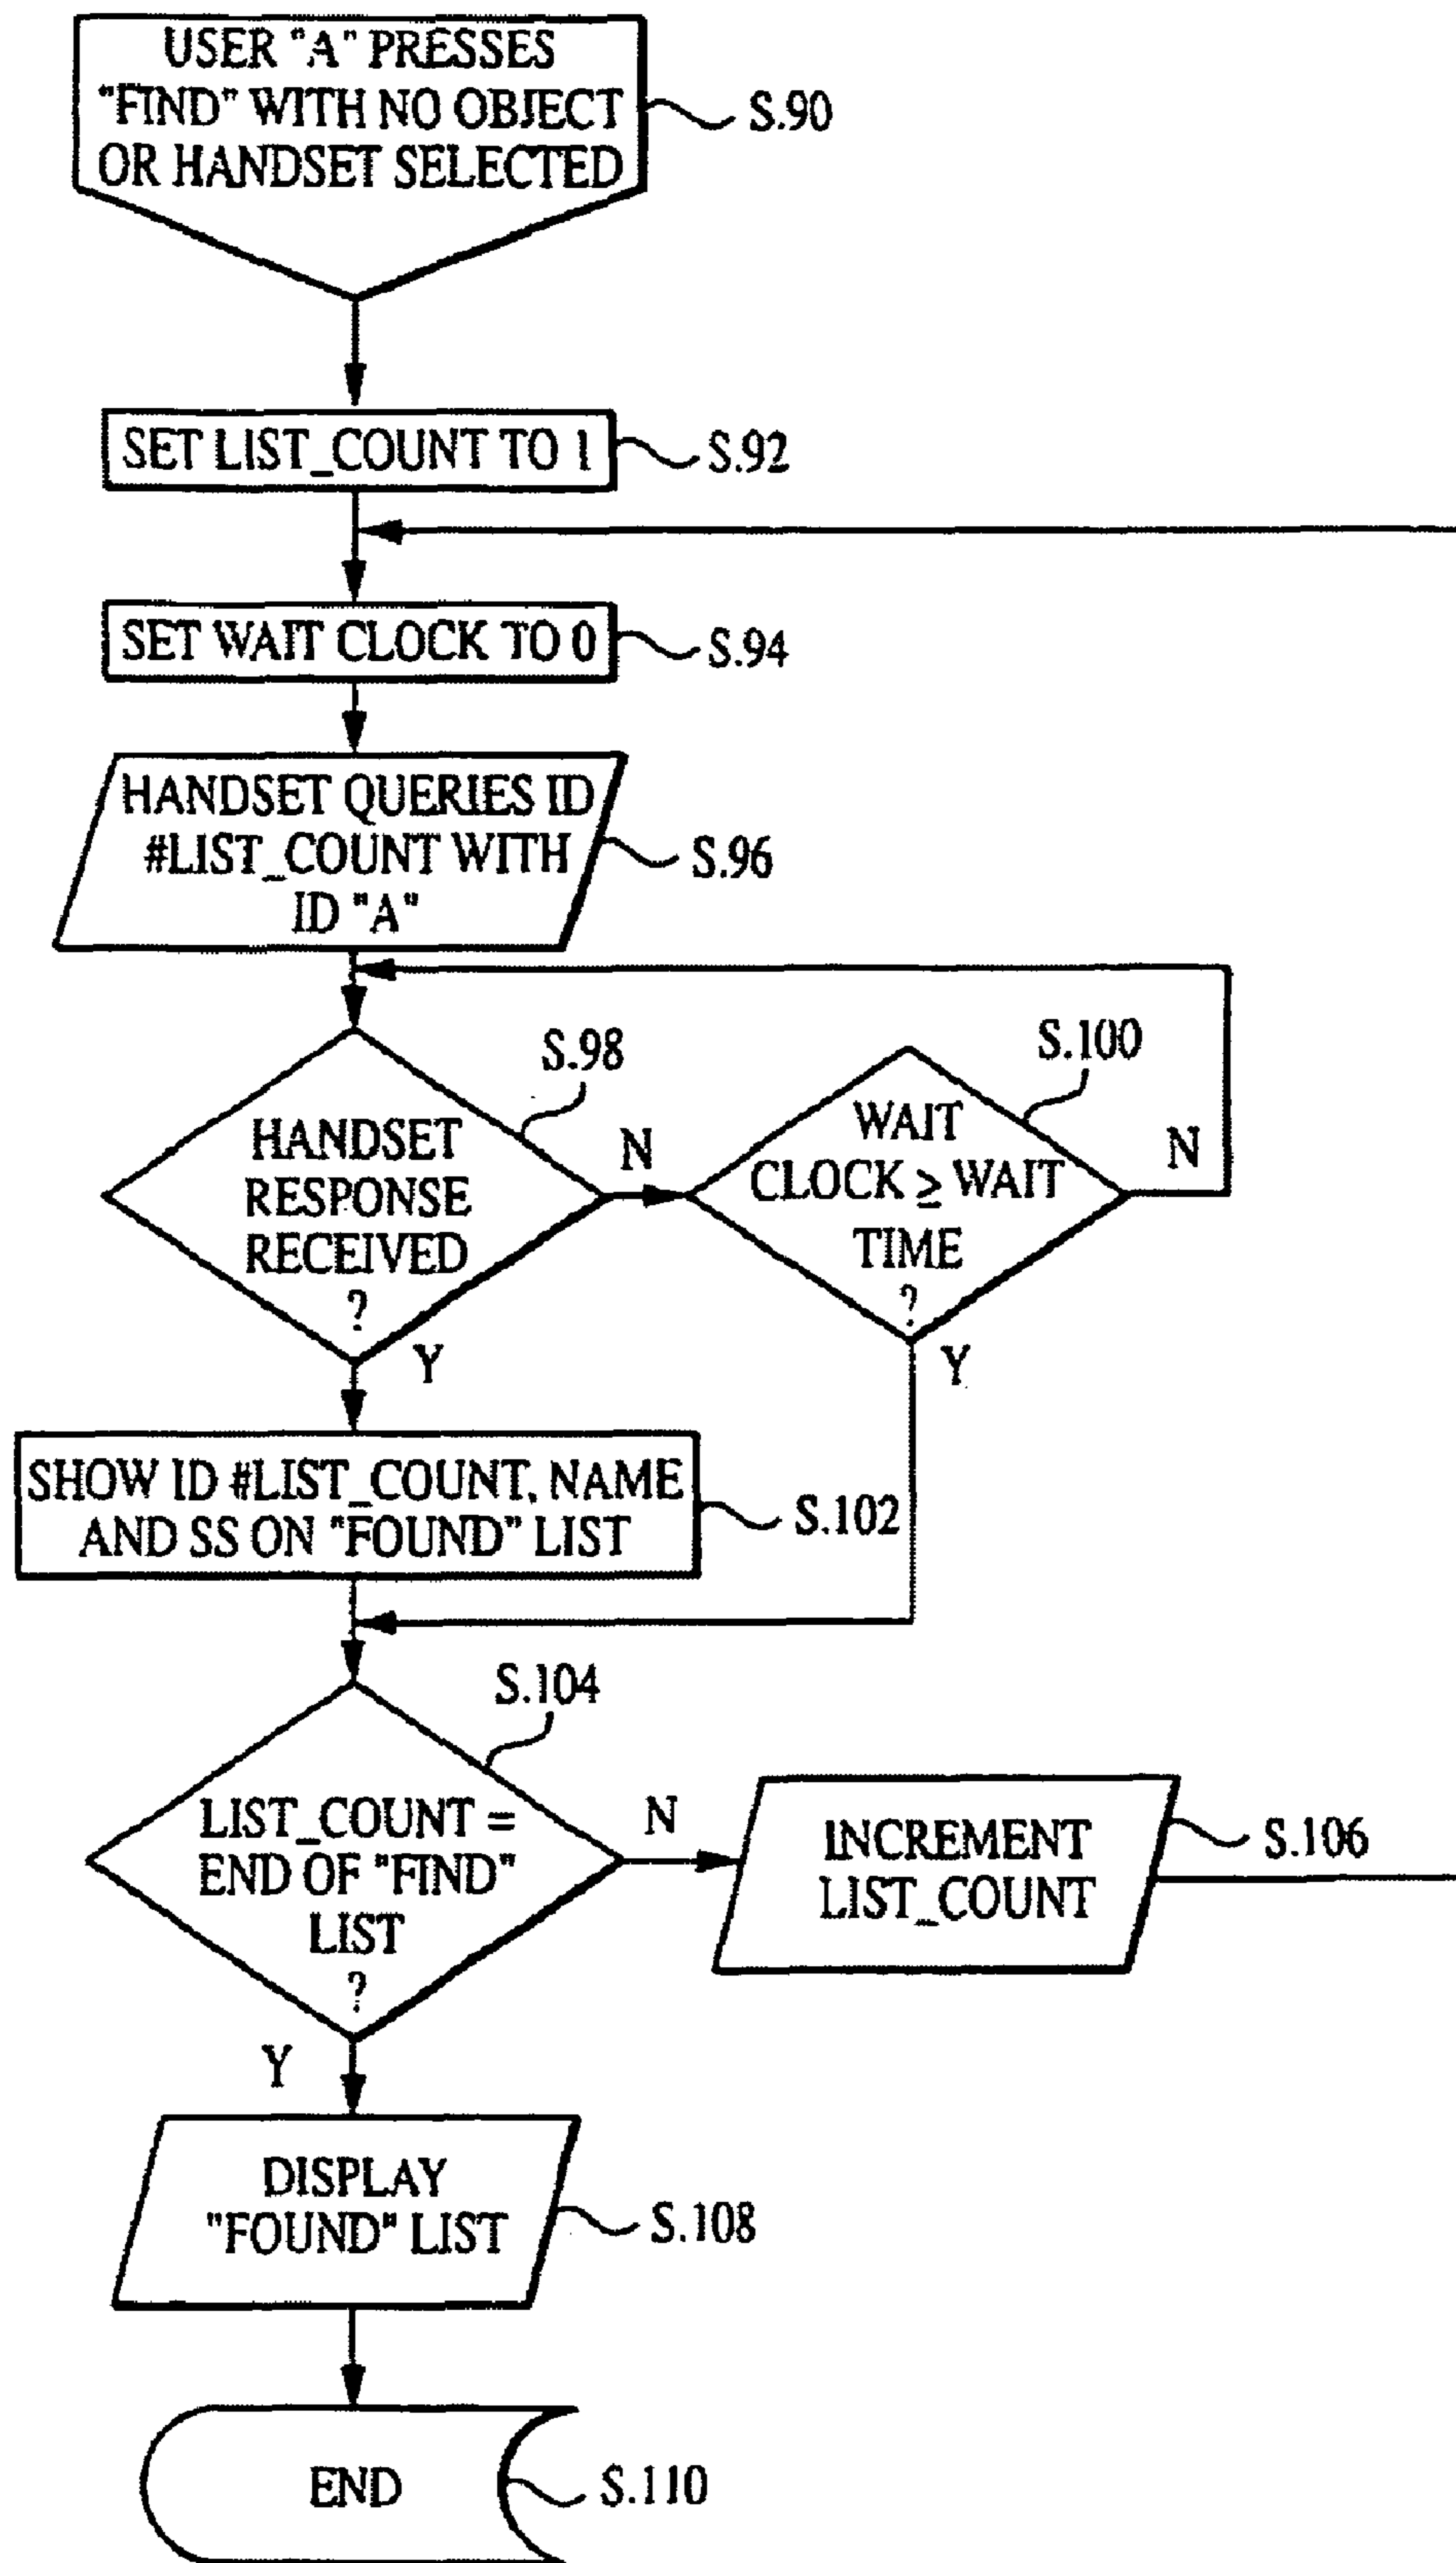 USER "A" PRESSES
"FIND" WITH NO OBJECT
OR HANDSET SELECTED
S.90
SET LIST_COUNT TO 1
S.92
SET WAIT CLOCK TO 0
S.94
HANDSET QUERIES ID
#LIST_COUNT WITH
ID "A"
S.96
HANDSET
RESPONSE
RECEIVED
?
S.98
N
Y
WAIT
CLOCK ≥ WAIT
TIME
?
S.100
N
Y
SHOW ID #LIST_COUNT, NAME
AND SS ON "FOUND" LIST
S.102
LIST_COUNT =
END OF "FIND"
LIST
?
S.104
N
Y
INCREMENT
LIST_COUNT
S.106
DISPLAY
"FOUND" LIST
S.108
END
S.110